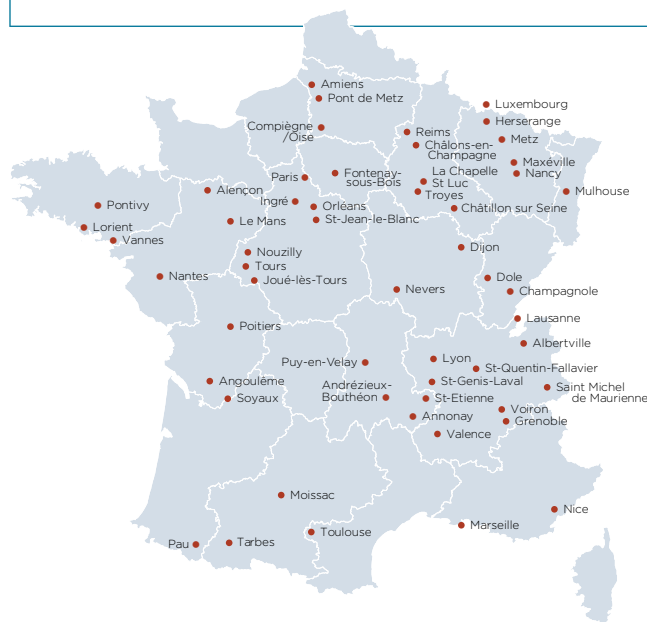 Amiens
Pont de Metz
Luxembourg
Herserange
Compiègne
/Oise
Reims
Metz
Châlons-en-
Champagne
Maxéville
Nancy
Paris
Fontenay-
sous-Bois
La Chapelle
St Luc
Troyes
Mulhouse
Alençon
Ingré
Orléans
St-Jean-le-Blanc
Châtillon sur Seine
Pontivy
Le Mans
Lorient
Vannes
Nouzilly
Tours
Joué-lès-Tours
Dijon
Nantes
Dole
Champagnole
Nevers
Lausanne
Poitiers
Albertville
Puy-en-Velay
Lyon
St-Quentin-Fallavier
Angoulême
Andrézieux-
Bouthéon
St-Genis-Laval
Saint Michel
de Maurienne
Soyaux
St-Etienne
Annonay
Voiron
Grenoble
Valence
Moissac
Nice
Marseille
Toulouse
Pau
Tarbes